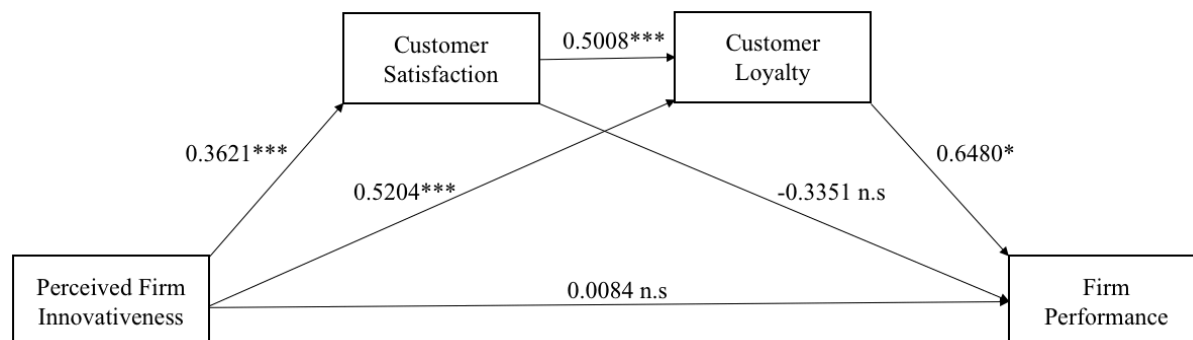 Customer
Satisfaction
0.5008***
Customer
Loyalty
0.3621***
0.5204***
-0.3351 n.s
0.6480*
Perceived Firm
Innovativeness
0.0084 n.s
Firm
Performance